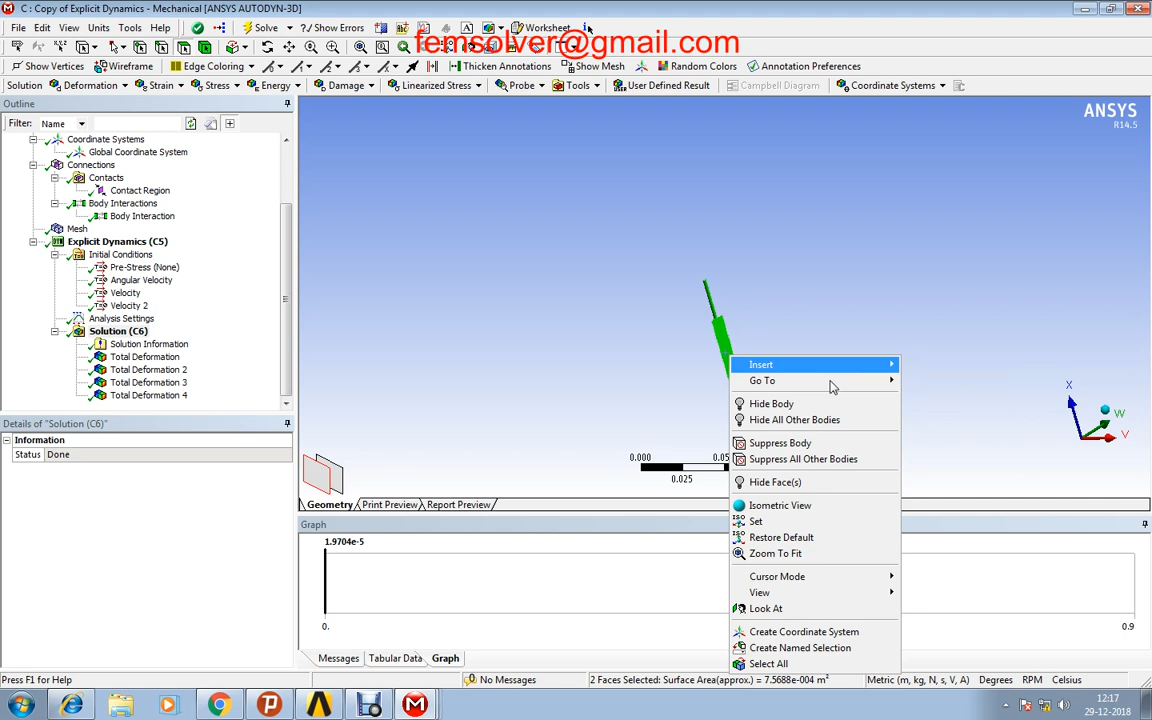 C : Copy of Explicit Dynamics - Mechanical [ANSYS AUTODYN-3D]
File Edit View Units Tools Help Solve Show Errors Worksheet
femsolver@gmail.com
Show Vertices Wireframe Edge Coloring Thicken Annotations Show Mesh Random Colors Annotation Preferences
Solution Deformation Strain Stress Energy Damage Linearized Stress Probe Tools User Defined Result Campbell Diagram Coordinate Systems
Outline
Filter: Name
Coordinate Systems
Global Coordinate System
Connections
Contacts
Contact Region
Body Interactions
Body Interaction
Mesh
Explicit Dynamics (C5)
Initial Conditions
Pre-Stress (None)
Angular Velocity
Velocity
Velocity 2
Analysis Settings
Solution (C6)
Solution Information
Total Deformation
Total Deformation 2
Total Deformation 3
Total Deformation 4
Details of "Solution (C6)"
Information
Status Done
ANSYS
R14.5
X
W
V
0.000
0.025
Insert
Go To
Hide Body
Hide All Other Bodies
Suppress Body
Suppress All Other Bodies
Hide Face(s)
Isometric View
Set
Restore Default
Zoom To Fit
Cursor Mode
View
Look At
Create Coordinate System
Create Named Selection
Select All
Geometry Print Preview Report Preview
Graph
1.9704e-5
0.
0.9
Messages Tabular Data Graph
Press F1 for Help
No Messages
2 Faces Selected: Surface Area(approx.) = 7.5688e-004 m²
Metric (m, kg, N, s, V, A) Degrees RPM Celsius
12:17
29-12-2018